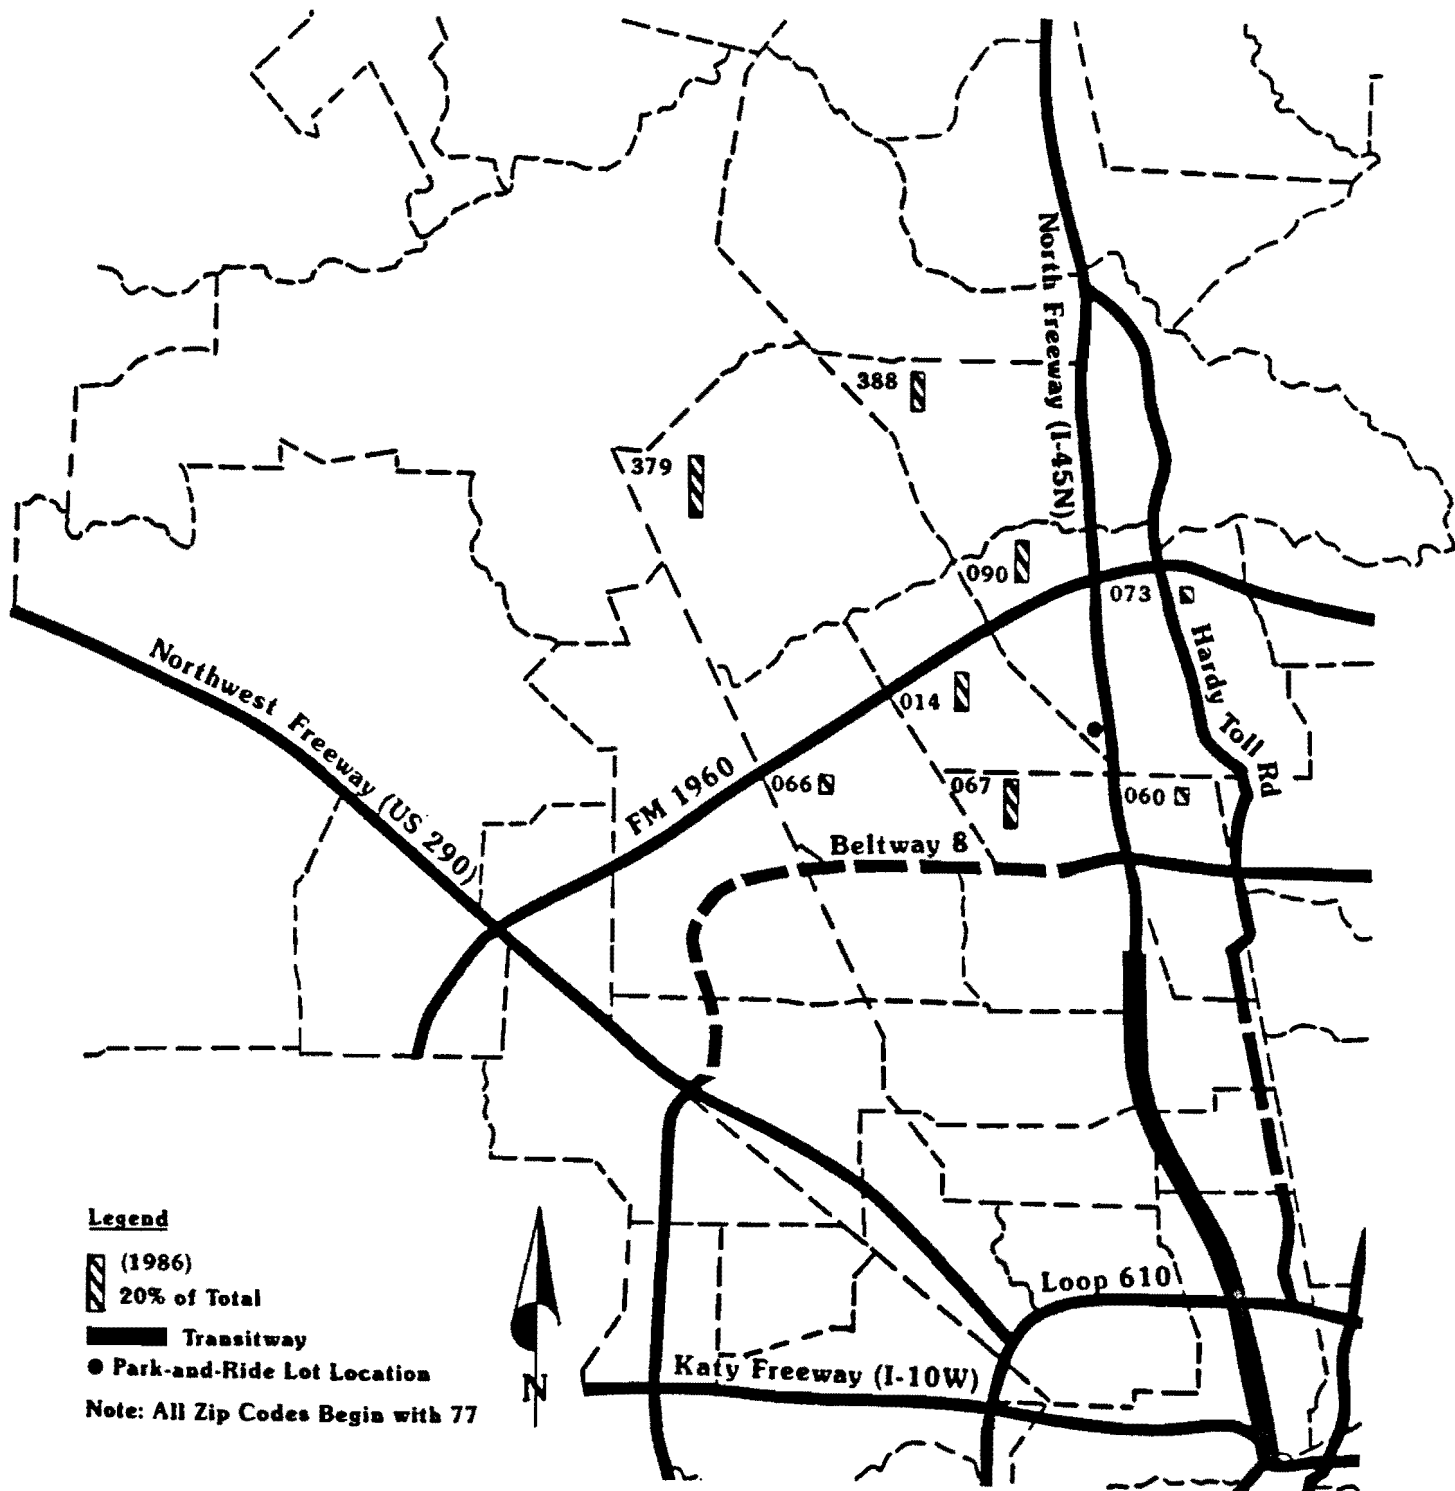 North Freeway (I-45N)
388
379
090
073
Hardy Toll Rd
Northwest Freeway (US 290)
014
FM 1960
066
067
060
Beltway 8
Legend
(1986)
20% of Total
Transitway
Park-and-Ride Lot Location
Note: All Zip Codes Begin with 77
N
Loop 610
Katy Freeway (I-10W)